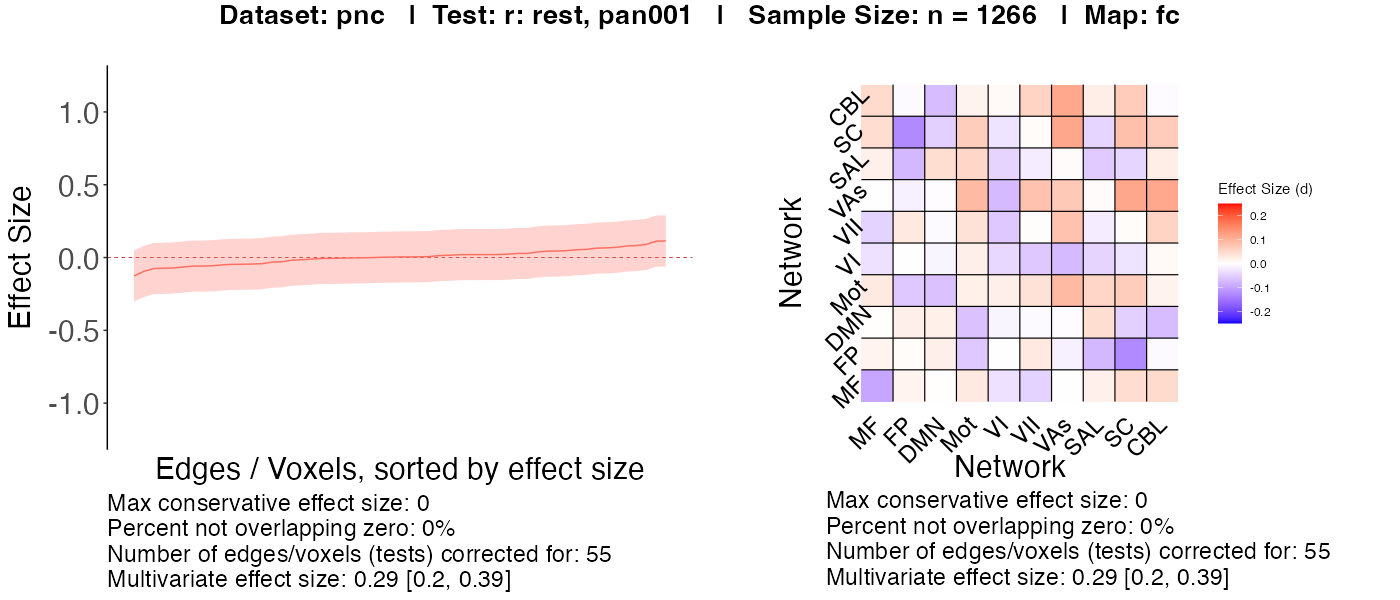 Dataset: pnc | Test: r: rest, pan001 | Sample Size: n = 1266 | Map: fc
Effect Size
1.0
0.5
0.0
-0.5
-1.0
Edges / Voxels, sorted by effect size
Max conservative effect size: 0
Percent not overlapping zero: 0%
Number of edges/voxels (tests) corrected for: 55
Multivariate effect size: 0.29 [0.2, 0.39]
Network
CBL
SC
SAL
VAs
VII
VI
Mot
DMN
FP
MF
MF
FP
DMN
Mot
VI
VII
VAs
SAL
SC
CBL
Network
Effect Size (d)
0.2
0.1
0.0
-0.1
-0.2
Max conservative effect size: 0
Percent not overlapping zero: 0%
Number of edges/voxels (tests) corrected for: 55
Multivariate effect size: 0.29 [0.2, 0.39]